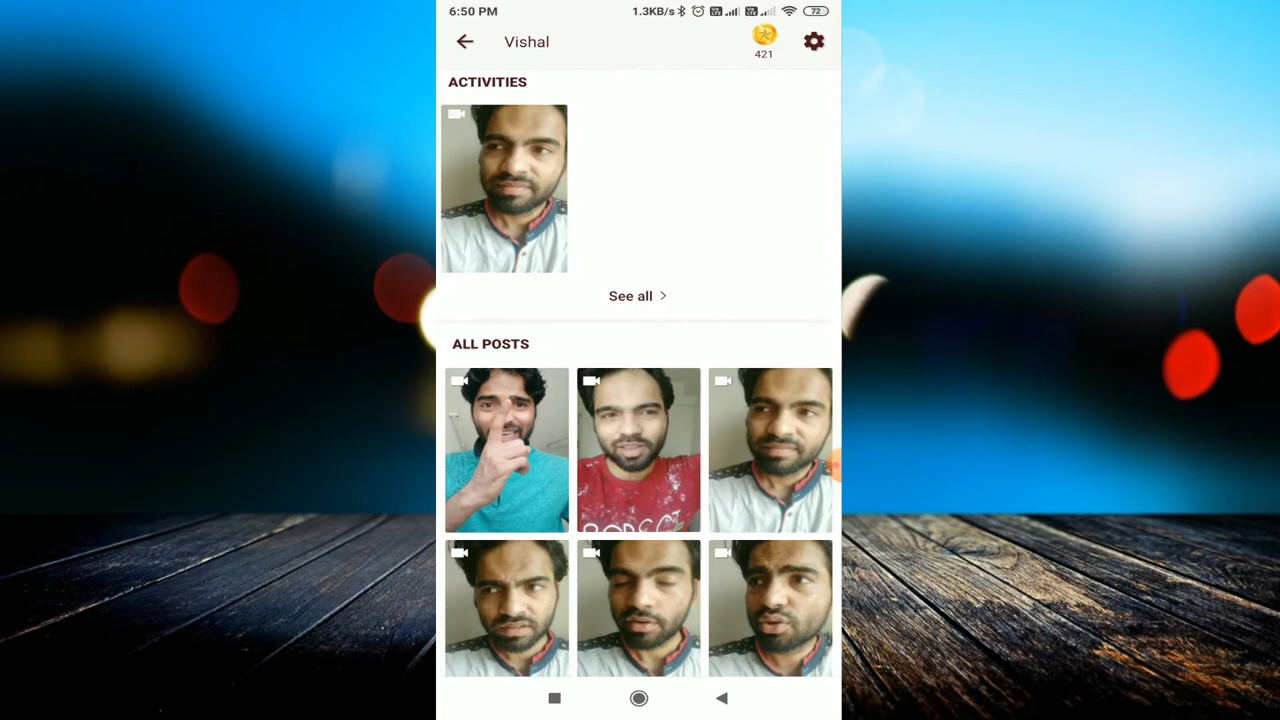 6:50 PM
1.3KB/s
72
Vishal
421
ACTIVITIES
See all
ALL POSTS